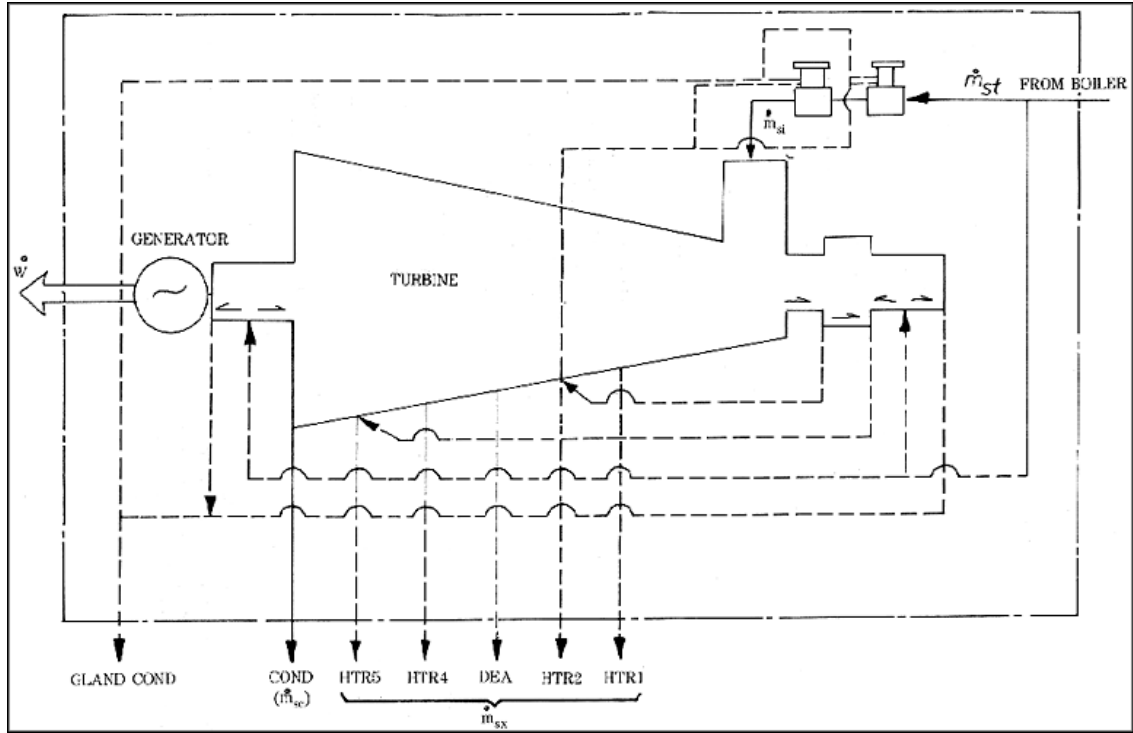 ṁst FROM BOILER
ṁsi
GENERATOR
Ẇ
TURBINE
GLAND COND
COND
(ṁsc)
HTR5
HTR4
DEA
HTR2
HTR1
ṁsx